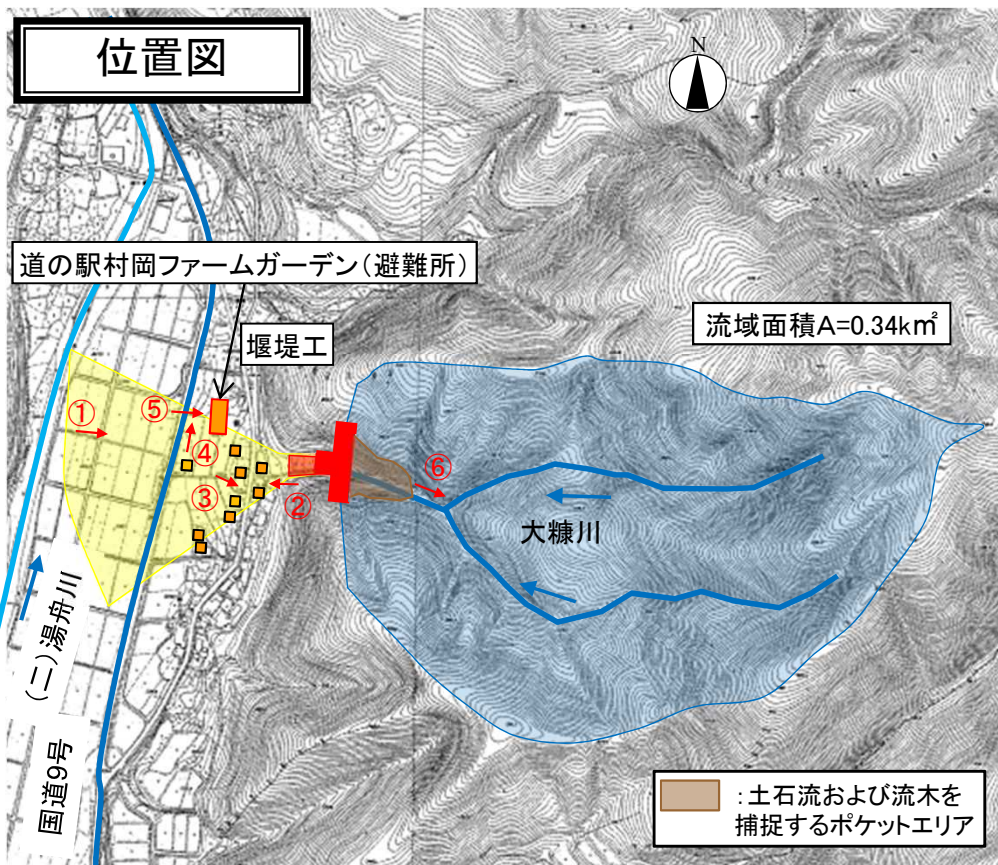 位置図
N
道の駅村岡ファームガーデン（避難所）
堰堤工
流域面積A=0.34k㎡
①
⑤
④
③
②
⑥
大糠川
（二）湯舟川
国道9号
：土石流および流木を
捕捉するポケットエリア